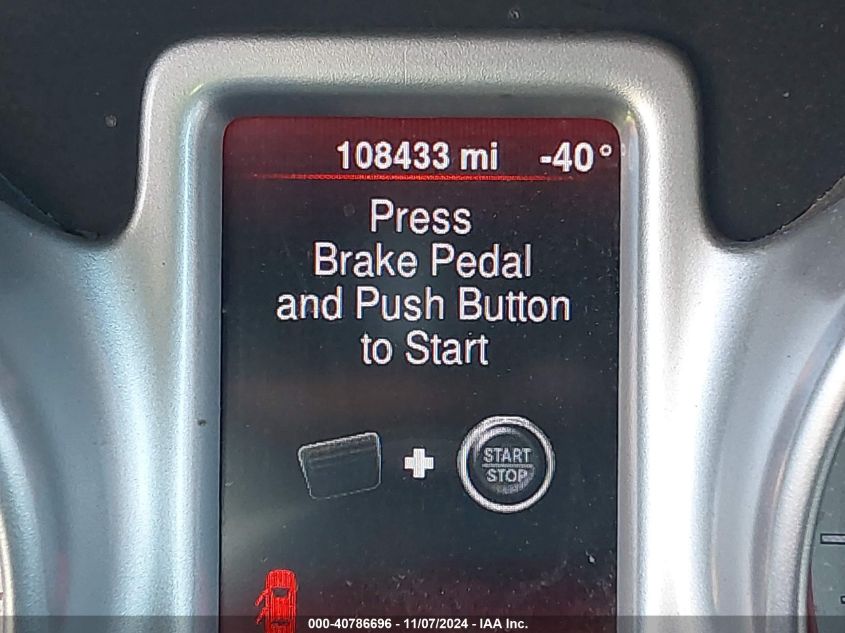 108433 mi -40°
Press
Brake Pedal
and Push Button
to Start
START
STOP
000-40786696 - 11/07/2024 - IAA Inc.